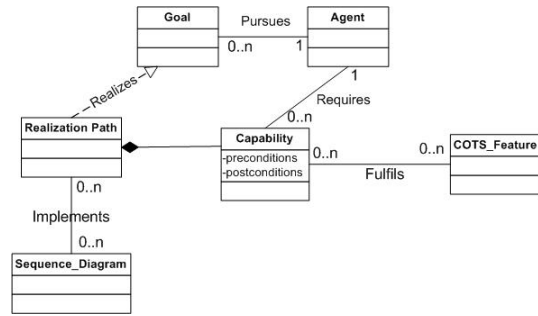 Goal
Pursues
Agent
0..n
1
1
Realizes
Requires
0..n
Realization Path
Capability
-preconditions
-postconditions
0..n
0..n
COTS_Feature
Fulfils
0..n
Implements
0..n
Sequence_Diagram